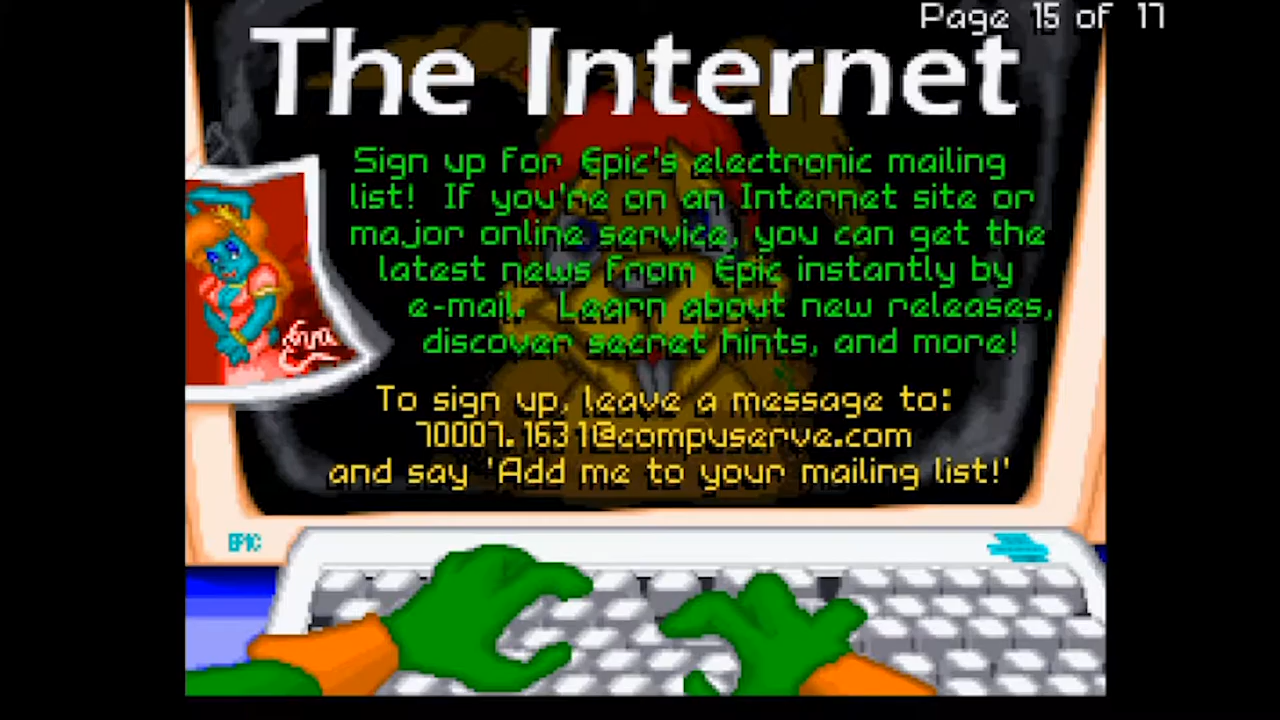 Page 15 of 17
The Internet
Sign up for Epic's electronic mailing
list! If you're on an Internet site or
major online service, you can get the
latest news from Epic instantly by
e-mail. Learn about new releases,
discover secret hints, and more!
Eva
To sign up, leave a message to:
70007.1631@compuserve.com
and say 'Add me to your mailing list!'
EPIC